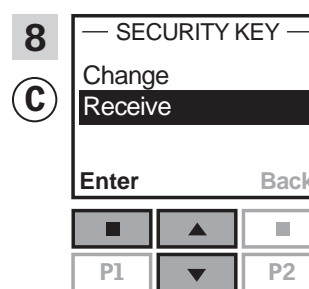 8
C
SECURITY KEY
Change
Receive
Enter Back
P1 P2